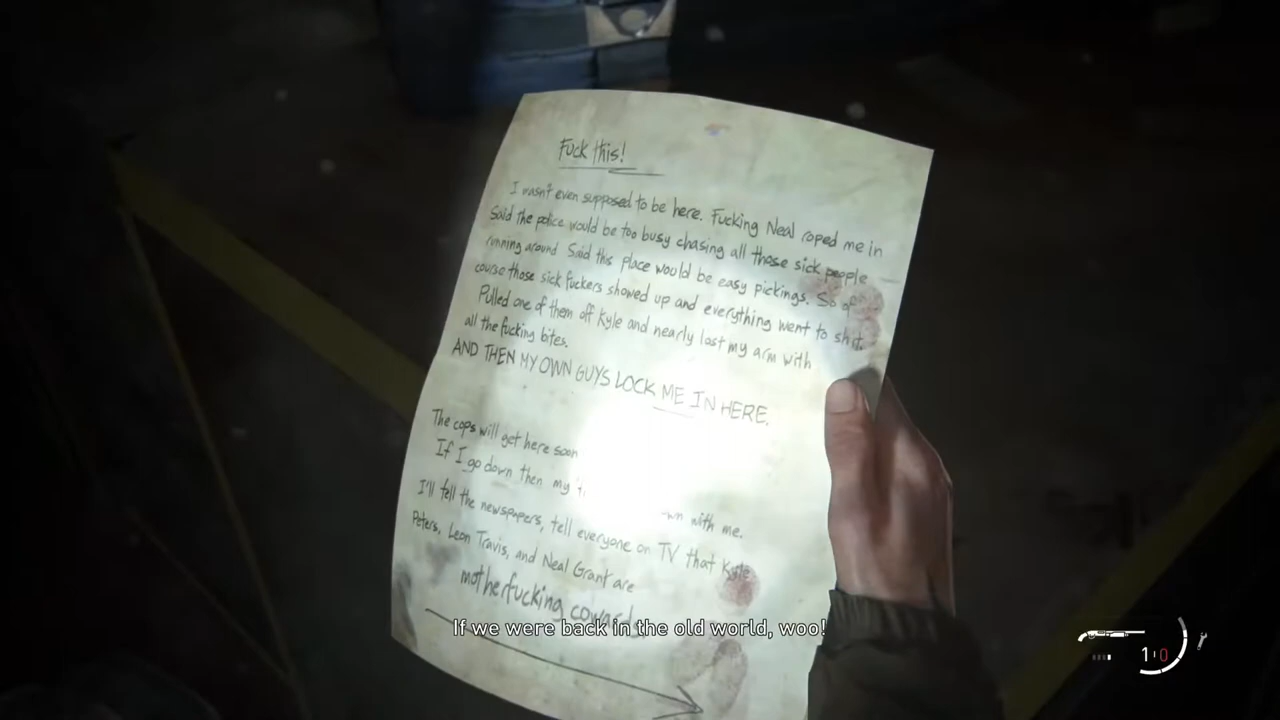 Fuck this!
I wasn't even supposed to be here. Fucking Neal roped me in
Said the police would be too busy chasing all those sick people
running around. Said this place would be easy pickings. So of
course those sick fuckers showed up and everything went to shit.
Pulled one of them off Kyle and nearly lost my arm with
all the fucking bites.
AND THEN MY OWN GUYS LOCK ME IN HERE.
The cops will get here soon
If I go down then my with me.
I'll tell the newspapers, tell everyone on TV that Kyle
Peters, Leon Travis, and Neal Grant are
motherfucking coward
If we were back in the old world, woo!
1 0